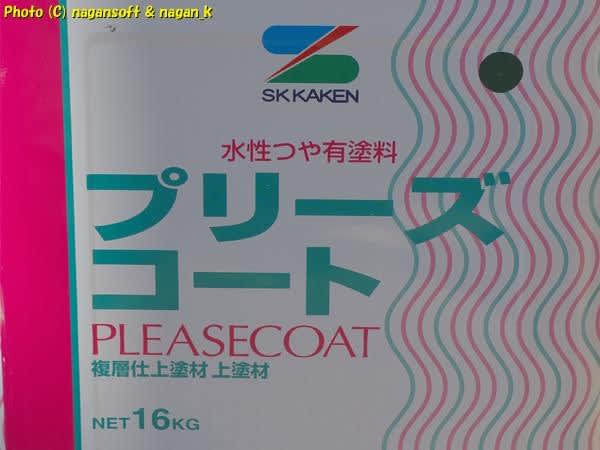 Photo (C) nagansoft & nagan_k
SK KAKEN
水性つや有塗料
プリーズ
コート
PLEASECOAT
複層仕上塗材 上塗材
NET 16KG